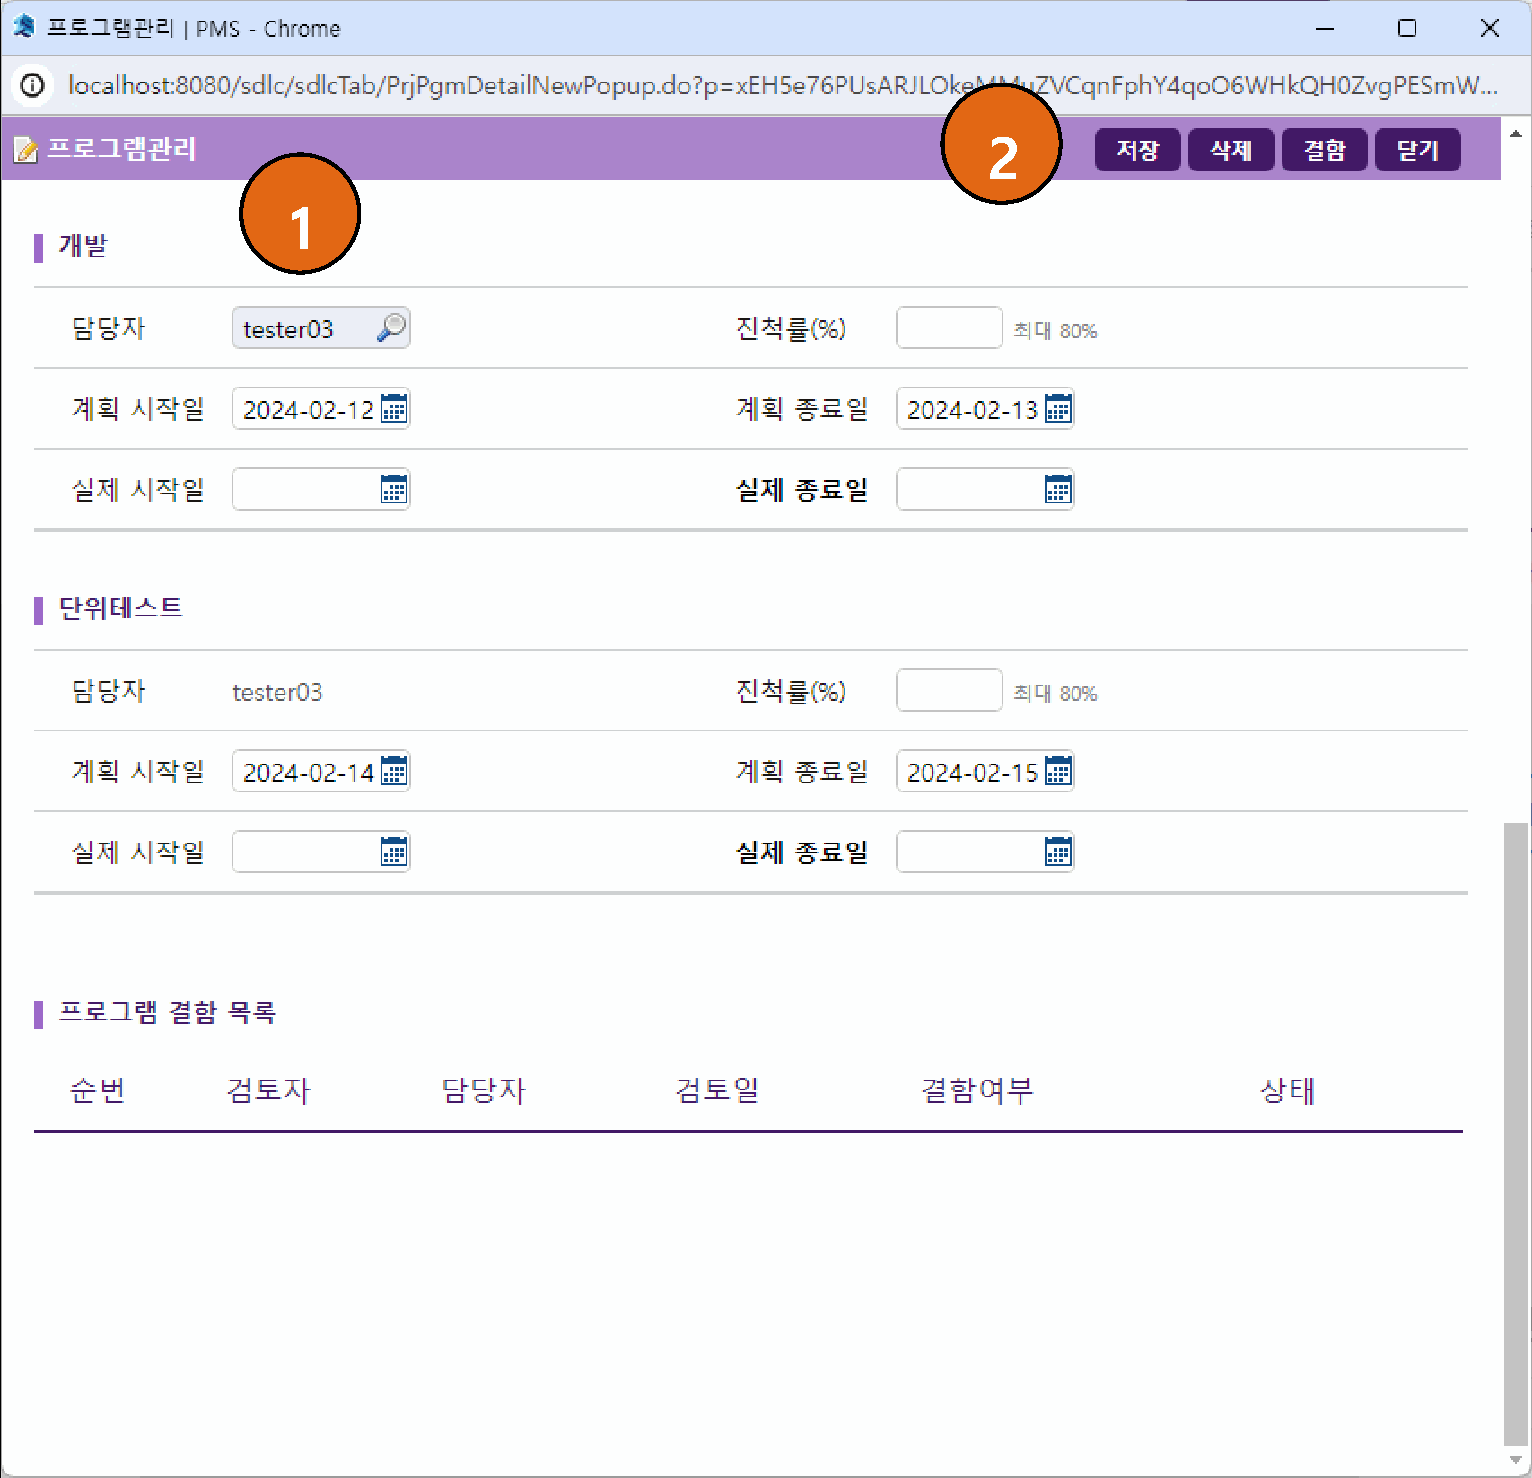 프로그램관리 | PMS - Chrome
localhost:8080/sdlc/sdlcTab/PrjPgmDetailNewPopup.do?p=xEH5e76PUsARJLOkeMMuZVCqnFphY4qoO6WHkQH0ZvgPESmW...
프로그램관리 2 저장 삭제 결함 닫기
1
개발
담당자 tester03 진척률(%) 최대 80%
계획 시작일 2024-02-12 계획 종료일 2024-02-13
실제 시작일 실제 종료일
단위테스트
담당자 tester03 진척률(%) 최대 80%
계획 시작일 2024-02-14 계획 종료일 2024-02-15
실제 시작일 실제 종료일
프로그램 결함 목록
순번 검토자 담당자 검토일 결함여부 상태